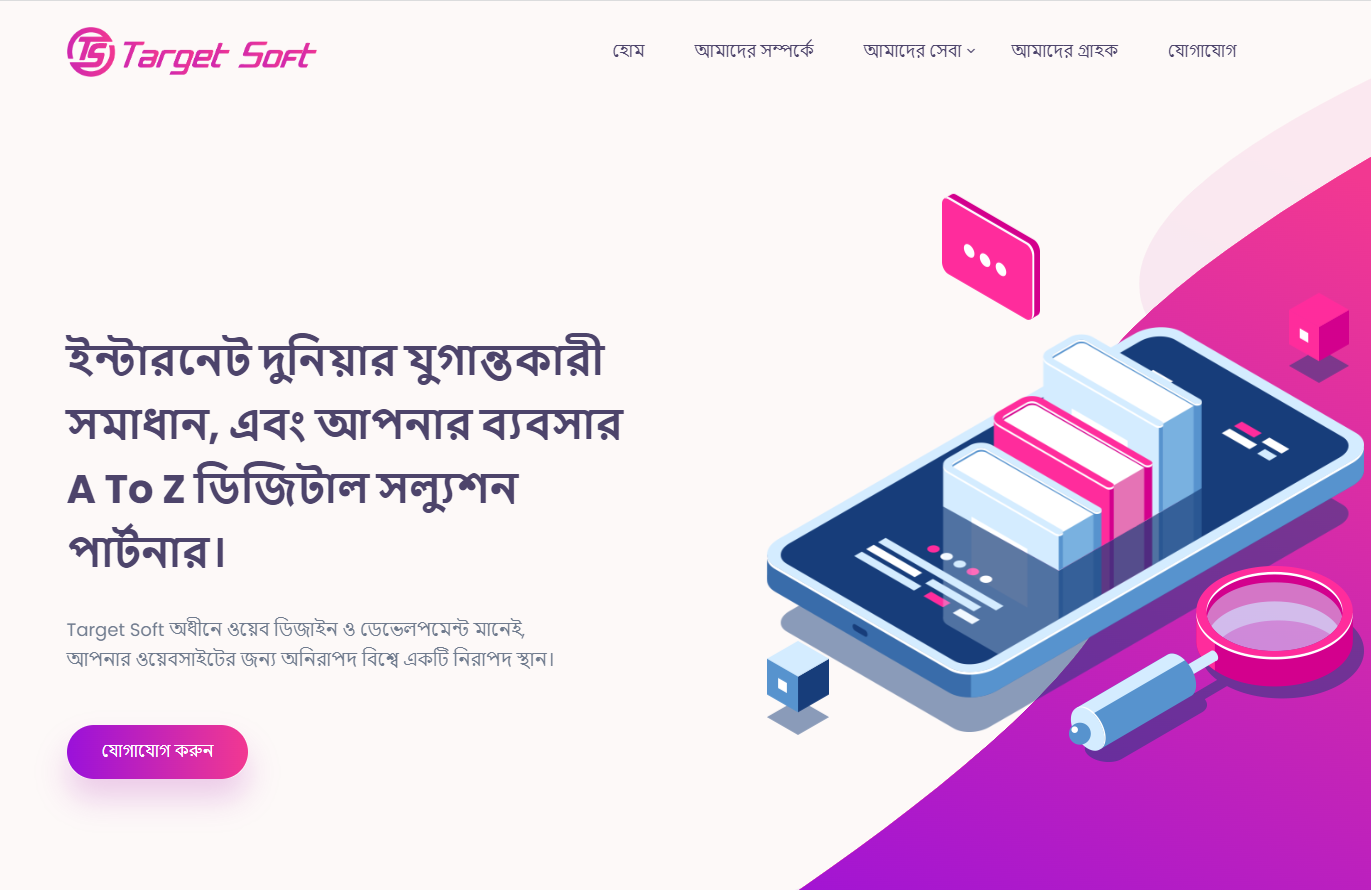 TS Target Soft
হোম আমাদের সম্পর্কে আমাদের সেবা আমাদের গ্রাহক যোগাযোগ
ইন্টারনেট দুনিয়ার যুগান্তকারী
সমাধান, এবং আপনার ব্যবসার
A To Z ডিজিটাল সল্যুশন
পার্টনার।
Target Soft অধীনে ওয়েব ডিজাইন ও ডেভেলপমেন্ট মানেই,
আপনার ওয়েবসাইটের জন্য অনিরাপদ বিশ্বে একটি নিরাপদ স্থান।
যোগাযোগ করুন